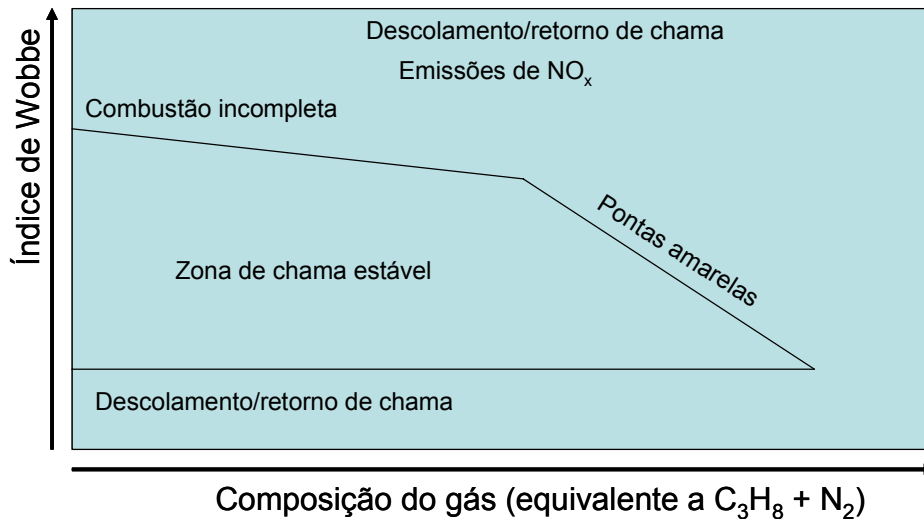 Índice de Wobbe
Descolamento/retorno de chama
Emissões de NOx
Combustão incompleta
Pontas amarelas
Zona de chama estável
Descolamento/retorno de chama
Composição do gás (equivalente a C3H8 + N2)